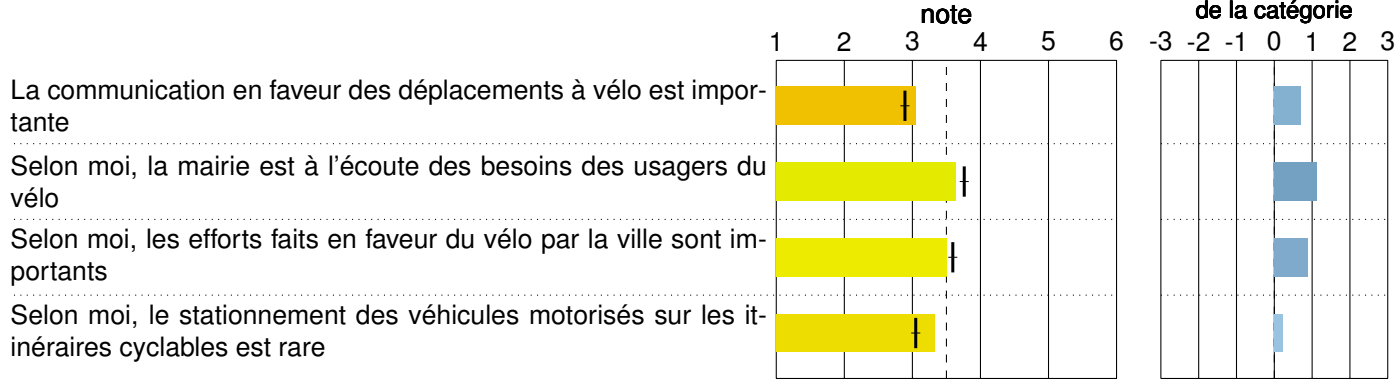 note
de la catégorie
1 2 3 4 5 6
-3 -2 -1 0 1 2 3
La communication en faveur des déplacements à vélo est impor-
tante
Selon moi, la mairie est à l'écoute des besoins des usagers du
vélo
Selon moi, les efforts faits en faveur du vélo par la ville sont im-
portants
Selon moi, le stationnement des véhicules motorisés sur les it-
inéraires cyclables est rare